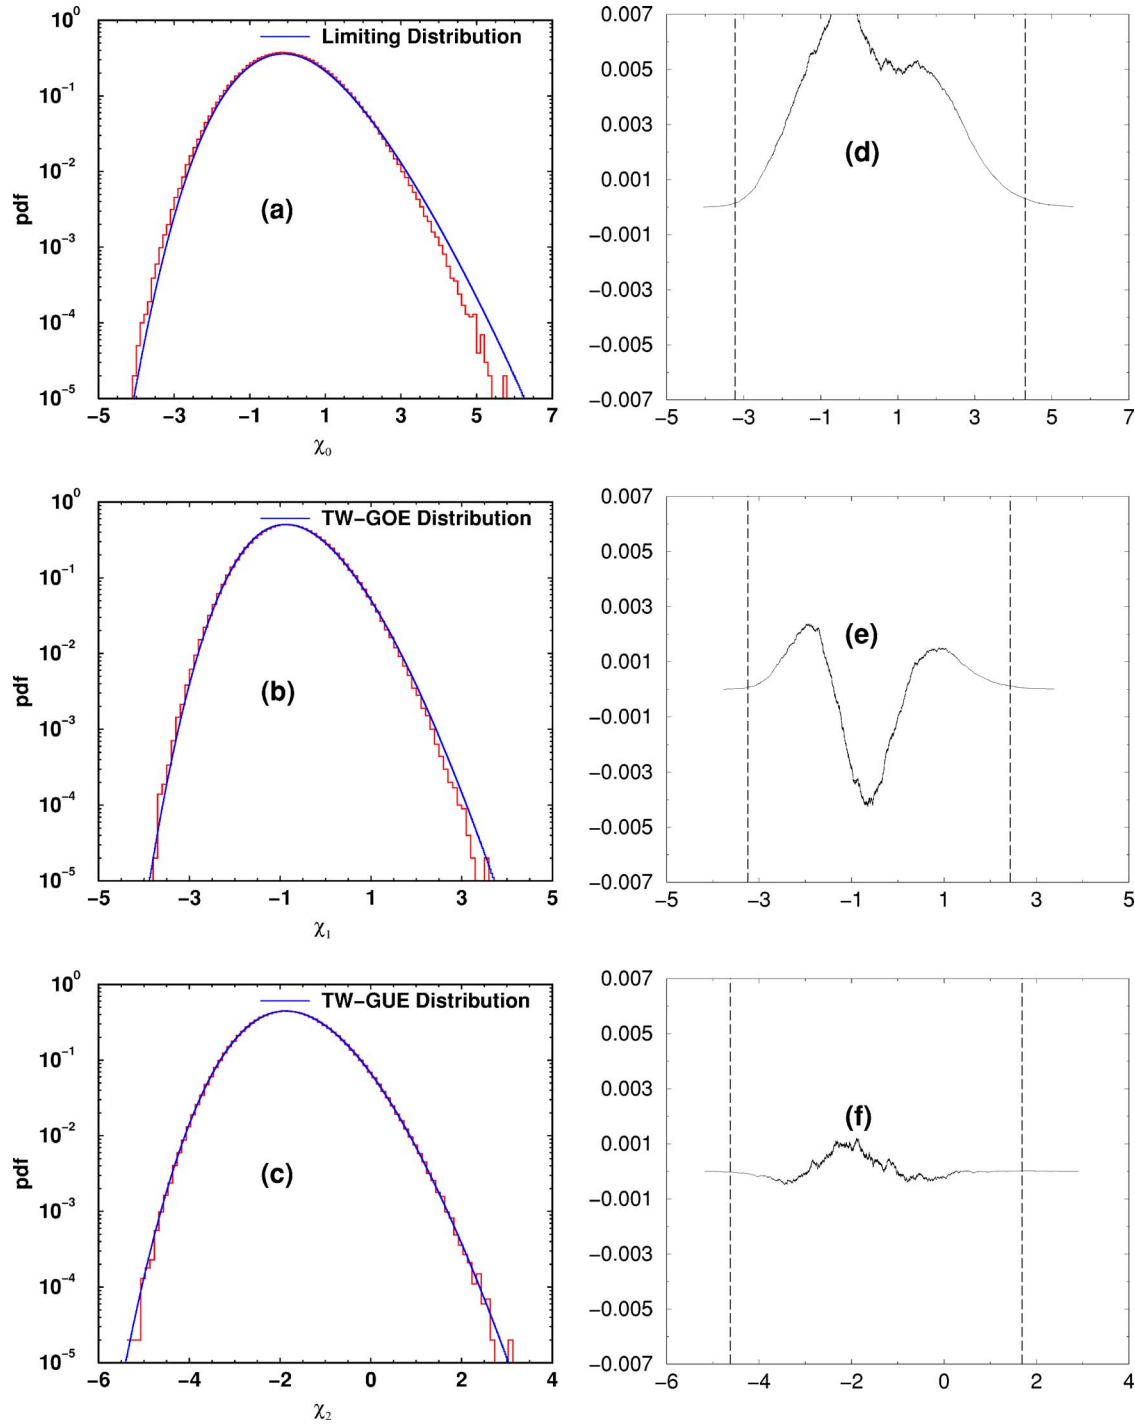 10⁰
10⁻¹
10⁻²
10⁻³
10⁻⁴
10⁻⁵
pdf
Limiting Distribution
(a)
−5 −3 −1 1 3 5 7
χ₀
0.007
0.005
0.003
0.001
−0.001
−0.003
−0.005
−0.007
(d)
−5 −3 −1 1 3 5 7
10⁰
10⁻¹
10⁻²
10⁻³
10⁻⁴
10⁻⁵
pdf
TW−GOE Distribution
(b)
−5 −3 −1 1 3 5
χ₁
0.007
0.005
0.003
0.001
−0.001
−0.003
−0.005
−0.007
(e)
−5 −3 −1 1 3 5
10⁰
10⁻¹
10⁻²
10⁻³
10⁻⁴
10⁻⁵
pdf
TW−GUE Distribution
(c)
−6 −4 −2 0 2 4
χ₂
0.007
0.005
0.003
0.001
−0.001
−0.003
−0.005
−0.007
(f)
−6 −4 −2 0 2 4